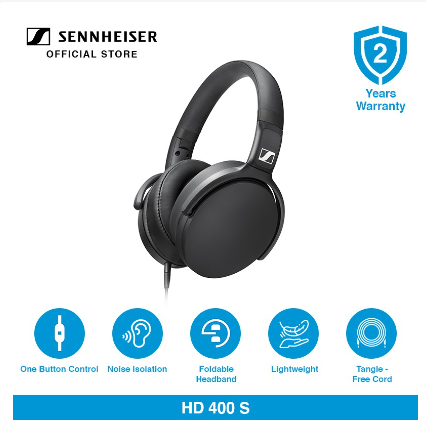 SENNHEISER
OFFICIAL STORE
2
Years
Warranty
One Button Control
Noise Isolation
Foldable
Headband
Lightweight
Tangle -
Free Cord
HD 400 S